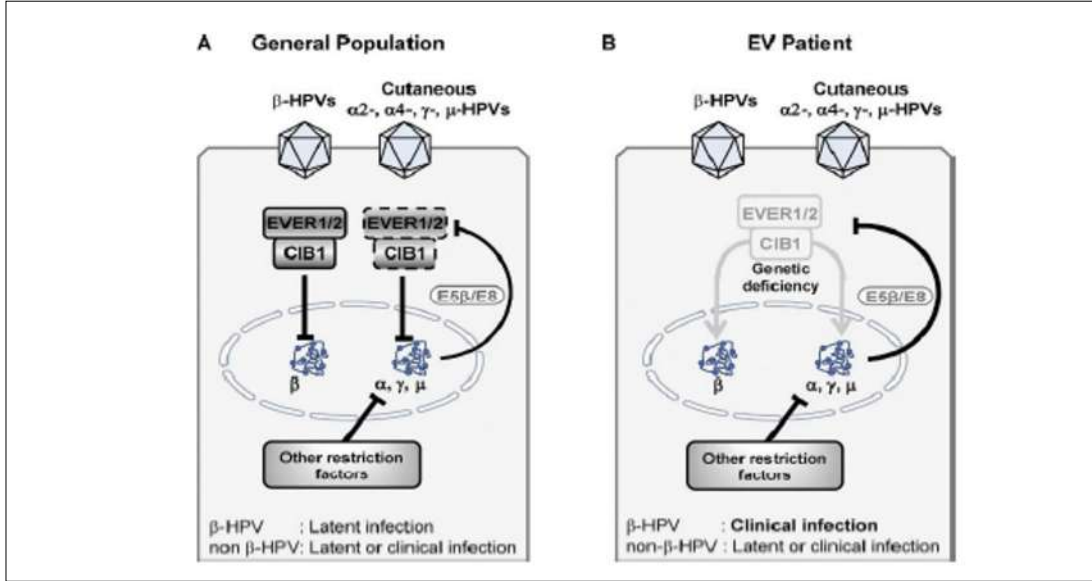 A General Population
β-HPVs
Cutaneous
α2-, α4-, γ-, μ-HPVs
EVER1/2
CIB1
EVER1/2
CIB1
E5β/E8
β
α, γ, μ
Other restriction
factors
β-HPV : Latent infection
non β-HPV: Latent or clinical infection
B EV Patient
β-HPVs
Cutaneous
α2-, α4-, γ-, μ-HPVs
EVER1/2
CIB1
Genetic
deficiency
E5β/E8
β
α, γ, μ
Other restriction
factors
β-HPV : Clinical infection
non-β-HPV : Latent or clinical infection